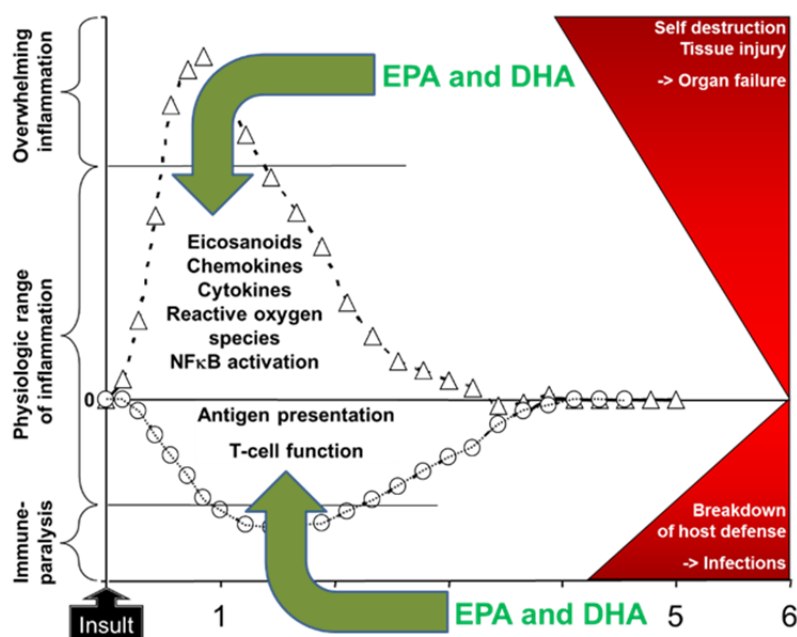 Overwhelming
inflammation
Physiologic range
of inflammation
Immune-
paralysis
0
EPA and DHA
Self destruction
Tissue injury
-> Organ failure
Eicosanoids
Chemokines
Cytokines
Reactive oxygen
species
NFκB activation
Antigen presentation
T-cell function
Breakdown
of host defense
-> Infections
EPA and DHA
Insult
1
5
6